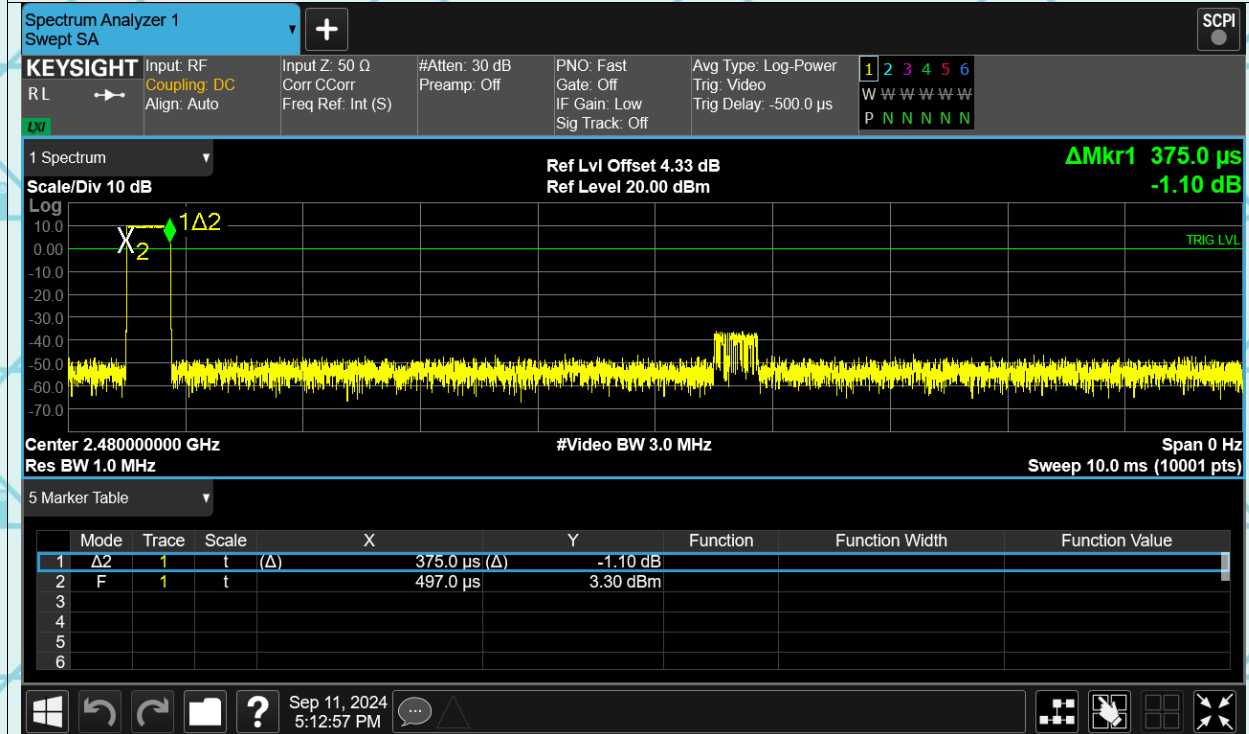 Spectrum Analyzer 1
Swept SA
+
SCPI
KEYSIGHT
R L
LXI
Input: RF
Coupling: DC
Align: Auto
Input Z: 50 Ω
Corr CCorr
Freq Ref: Int (S)
#Atten: 30 dB
Preamp: Off
PNO: Fast
Gate: Off
IF Gain: Low
Sig Track: Off
Avg Type: Log-Power
Trig: Video
Trig Delay: -500.0 µs
1 2 3 4 5 6
W W W W W W
P N N N N N
1 Spectrum
Scale/Div 10 dB
Ref Lvl Offset 4.33 dB
Ref Level 20.00 dBm
ΔMkr1 375.0 µs
-1.10 dB
Log
10.0
0.00
-10.0
-20.0
-30.0
-40.0
-50.0
-60.0
-70.0
1Δ2
X2
TRIG LVL
Center 2.480000000 GHz
#Video BW 3.0 MHz
Span 0 Hz
Res BW 1.0 MHz
Sweep 10.0 ms (10001 pts)
5 Marker Table
Mode Trace Scale X Y Function Function Width Function Value
1 Δ2 1 t (Δ) 375.0 µs (Δ) -1.10 dB
2 F 1 t 497.0 µs 3.30 dBm
3
4
5
6
?
Sep 11, 2024
5:12:57 PM